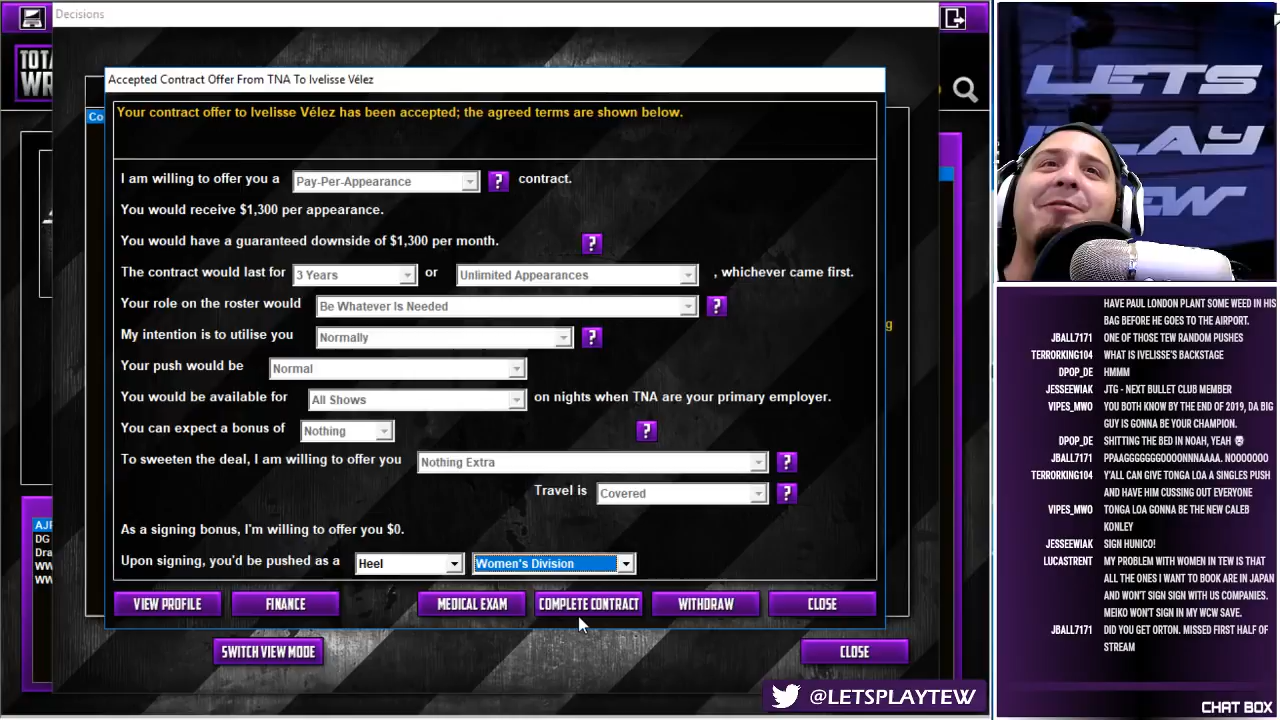 Decisions
TOTA
WR
Accepted Contract Offer From TNA To Ivelisse Vélez
Co
Your contract offer to Ivelisse Vélez has been accepted; the agreed terms are shown below.
I am willing to offer you a Pay-Per-Appearance ? contract.
You would receive $1,300 per appearance.
You would have a guaranteed downside of $1,300 per month. ?
The contract would last for 3 Years or Unlimited Appearances , whichever came first.
Your role on the roster would Be Whatever Is Needed ?
g
My intention is to utilise you Normally ?
Your push would be Normal
You would be available for All Shows on nights when TNA are your primary employer.
You can expect a bonus of Nothing ?
To sweeten the deal, I am willing to offer you Nothing Extra ?
Travel is Covered ?
As a signing bonus, I'm willing to offer you $0.
Upon signing, you'd be pushed as a Heel Women's Division
VIEW PROFILE FINANCE MEDICAL EXAM COMPLETE CONTRACT WITHDRAW CLOSE
AJF
DG
Dra
WW
WW
SWITCH VIEW MODE CLOSE
@LETSPLAYTEW
LETS
PLAY
EW
HAVE PAUL LONDON PLANT SOME WEED IN HIS
BAG BEFORE HE GOES TO THE AIRPORT.
JBALL7171 ONE OF THOSE TEW RANDOM PUSHES
TERRORKING104 WHAT IS IVELISSE'S BACKSTAGE
DPOP_DE HMMM
JESSEEWIAK JTG - NEXT BULLET CLUB MEMBER
VIPES_MWO YOU BOTH KNOW BY THE END OF 2019, DA BIG
GUY IS GONNA BE YOUR CHAMPION.
DPOP_DE SHITTING THE BED IN NOAH, YEAH 💀
JBALL7171 PPAAGGGGGGOOOONNNAAAA. NOOOOOOO
TERRORKING104 Y'ALL CAN GIVE TONGA LOA A SINGLES PUSH
AND HAVE HIM CUSSING OUT EVERYONE
VIPES_MWO TONGA LOA GONNA BE THE NEW CALEB
KONLEY
JESSEEWIAK SIGN HUNICO!
LUCASTRENT MY PROBLEM WITH WOMEN IN TEW IS THAT
ALL THE ONES I WANT TO BOOK ARE IN JAPAN
AND WON'T SIGN SIGN WITH US COMPANIES.
MEIKO WON'T SIGN IN MY WCW SAVE.
JBALL7171 DID YOU GET ORTON. MISSED FIRST HALF OF
STREAM
CHAT BOX